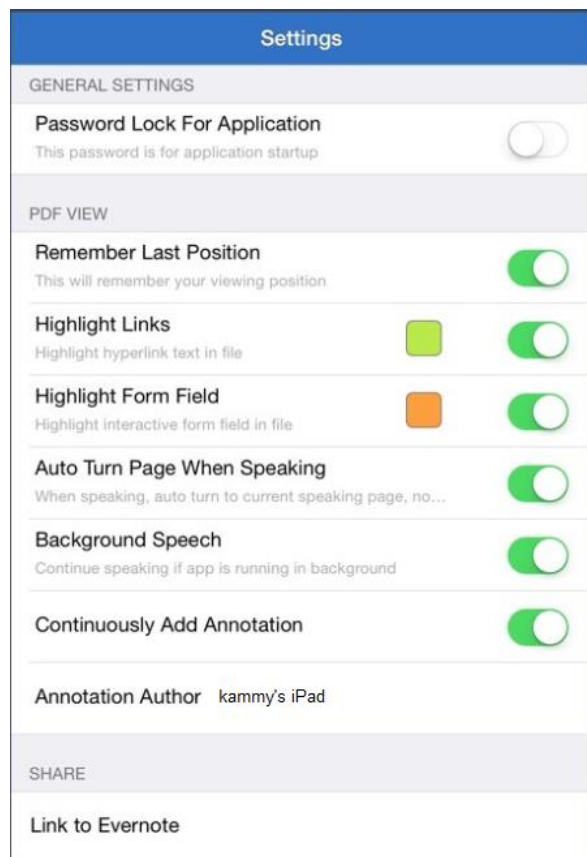 Settings
GENERAL SETTINGS
Password Lock For Application
This password is for application startup
PDF VIEW
Remember Last Position
This will remember your viewing position
Highlight Links
Highlight hyperlink text in file
Highlight Form Field
Highlight interactive form field in file
Auto Turn Page When Speaking
When speaking, auto turn to current speaking page, no...
Background Speech
Continue speaking if app is running in background
Continuously Add Annotation
Annotation Author kammy's iPad
SHARE
Link to Evernote